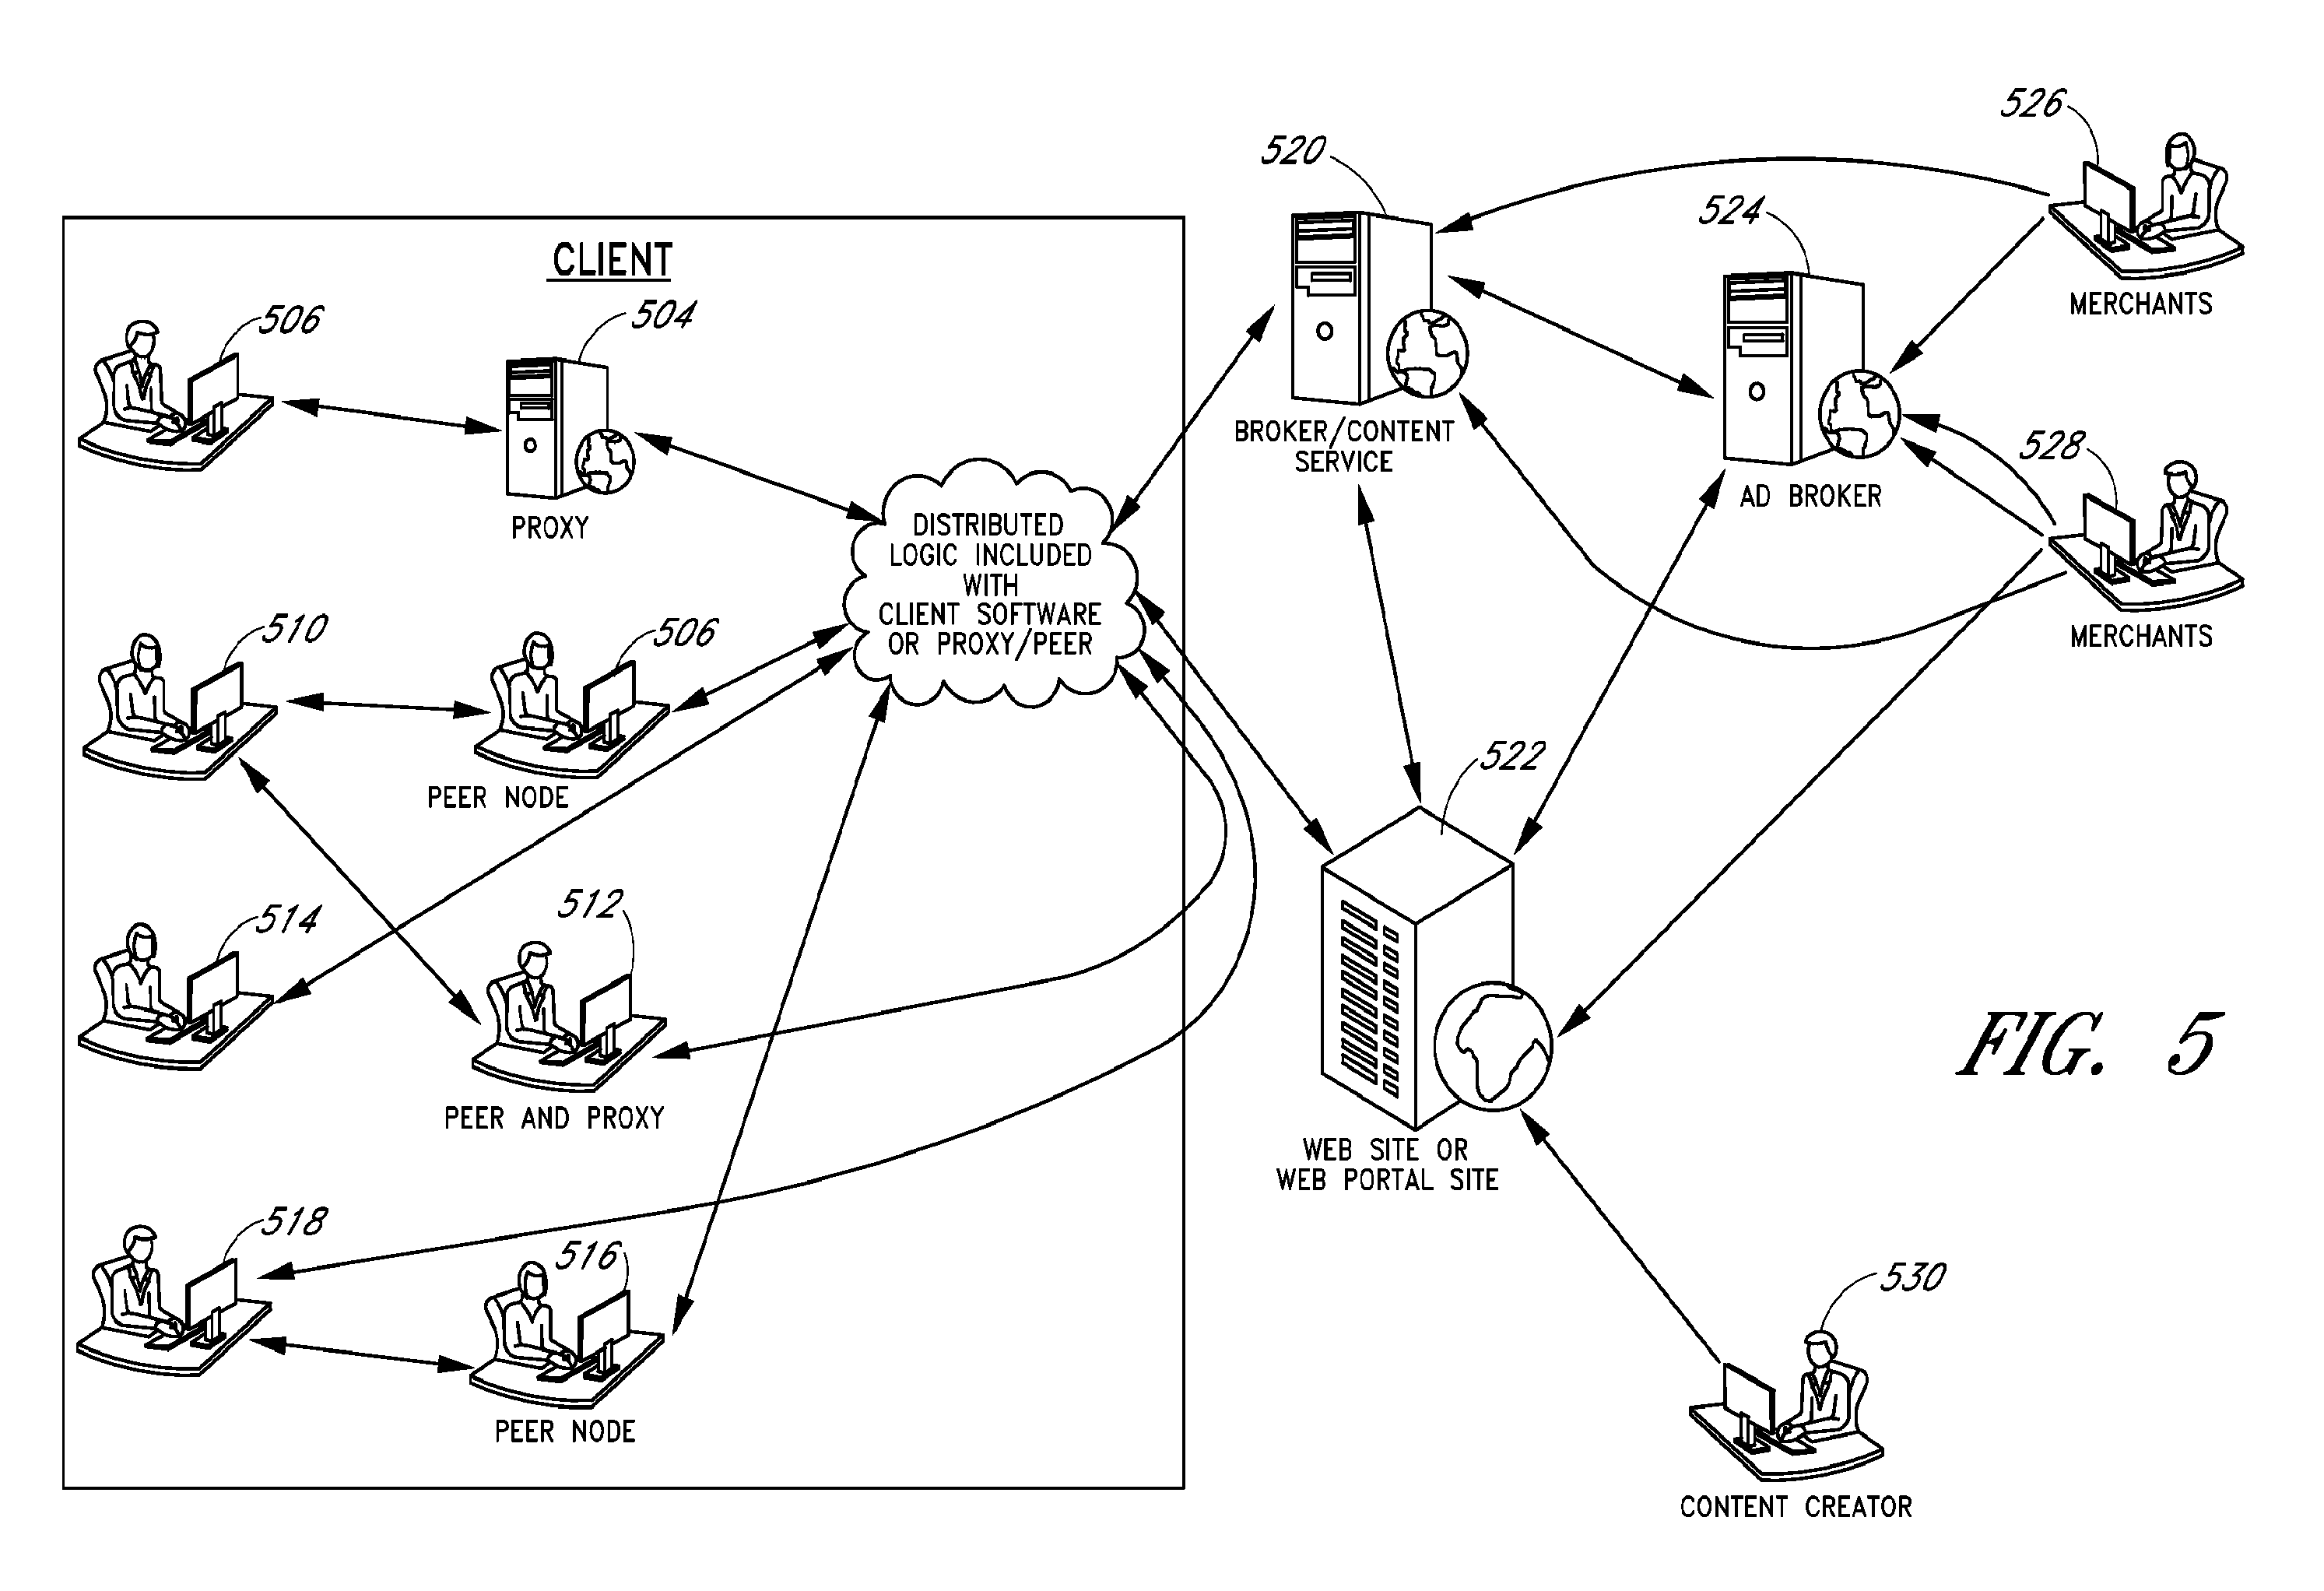 526
520
524
CLIENT
MERCHANTS
506
504
BROKER/CONTENT
SERVICE
528
AD BROKER
PROXY
DISTRIBUTED
LOGIC INCLUDED
WITH
CLIENT SOFTWARE
OR PROXY/PEER
MERCHANTS
510
506
522
PEER NODE
514
512
FIG. 5
PEER AND PROXY
WEB SITE OR
WEB PORTAL SITE
518
516
530
PEER NODE
CONTENT CREATOR